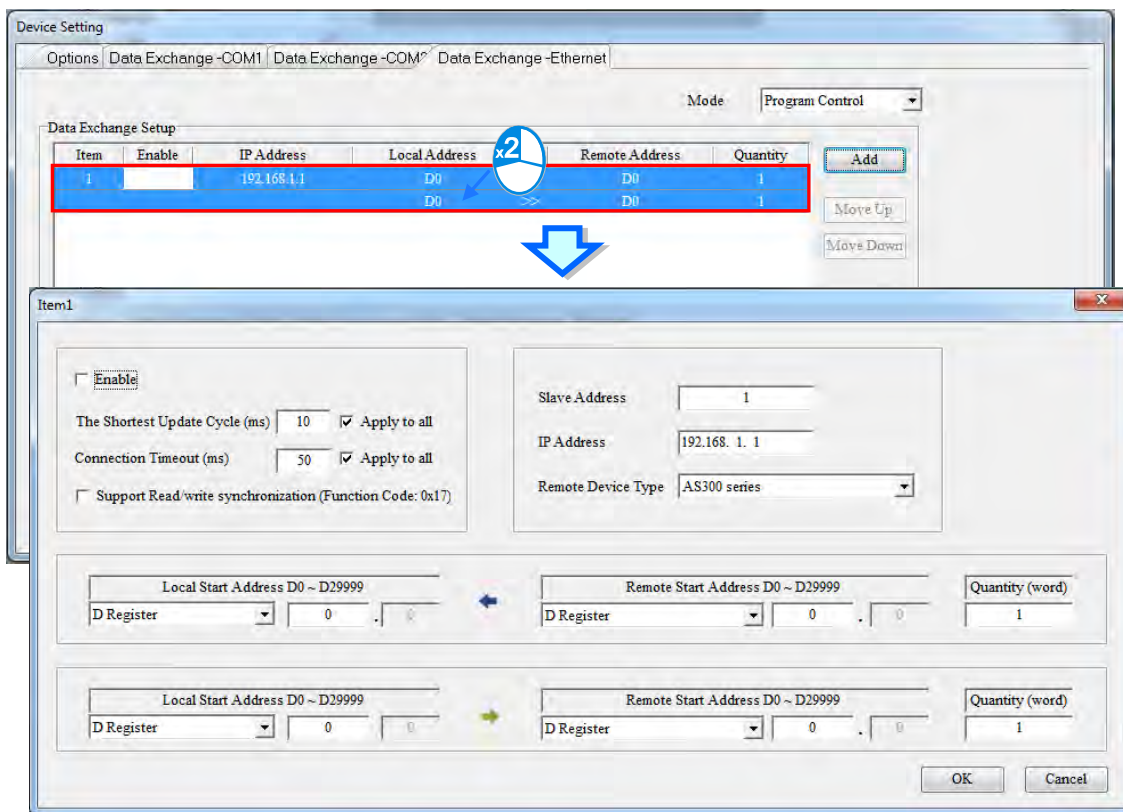 Device Setting
Options Data Exchange -COM1 Data Exchange -COM Data Exchange -Ethernet
Mode Program Control
Data Exchange Setup
Item Enable IP Address Local Address x2 Remote Address Quantity Add
1 192.168.1.1 D0 D0 1
D0 >> D0 1
Move Up
Move Down
Item1
Enable
The Shortest Update Cycle (ms) 10 Apply to all
Connection Timeout (ms) 50 Apply to all
Support Read/write synchronization (Function Code: 0x17)
Slave Address 1
IP Address 192.168. 1. 1
Remote Device Type AS300 series
Local Start Address D0 ~ D29999 Remote Start Address D0 ~ D29999 Quantity (word)
D Register 0 . 0 D Register 0 . 0 1
Local Start Address D0 ~ D29999 Remote Start Address D0 ~ D29999 Quantity (word)
D Register 0 0 D Register 0 . 0 1
OK Cancel